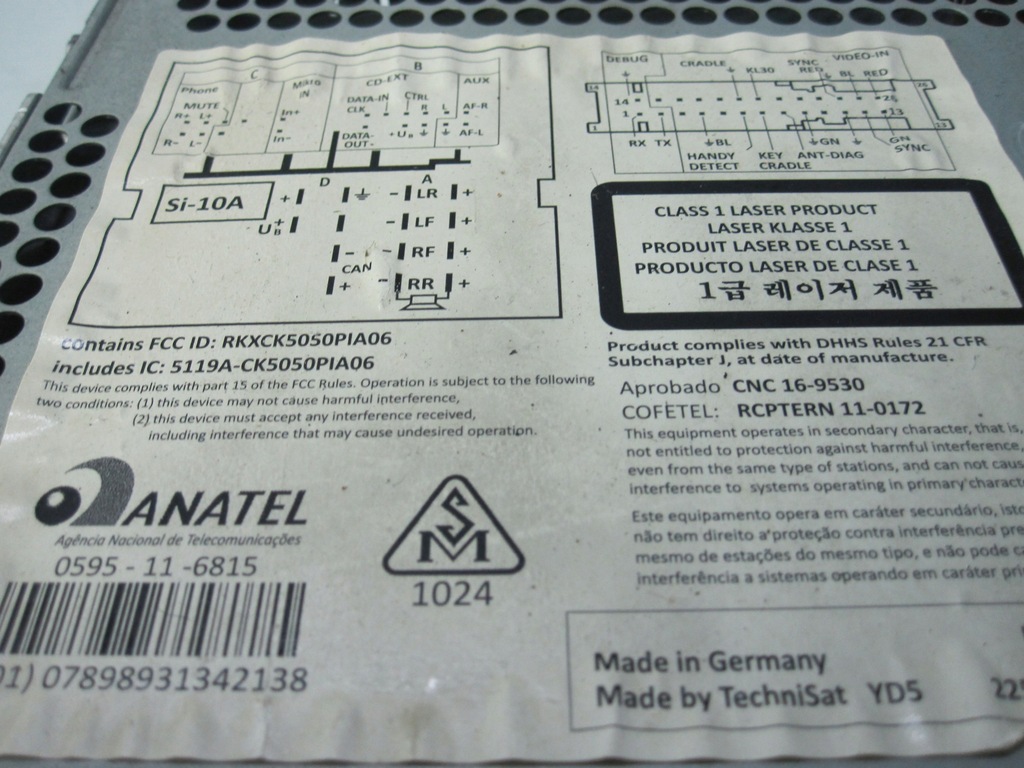 C
B
Phone
Micro
IN
CD-EXT
AUX
MUTE
R+ L+
In+
DATA-IN CTRL
CLK
R L AF-R
R- L-
In-
DATA-
OUT-
+UB
AF-L
D
A
Si-10A
+
- LR +
UB +
- LF +
-
- RF +
CAN
+
- RR +
DEBUG
CRADLE
KL30
SYNC
RED
VIDEO-IN
BL RED
14
25
1
13
RX TX
BL
HANDY
DETECT
KEY
CRADLE
GN
ANT-DIAG
GN
SYNC
CLASS 1 LASER PRODUCT
LASER KLASSE 1
PRODUIT LASER DE CLASSE 1
PRODUCTO LASER DE CLASE 1
1급 레이저 제품
contains FCC ID: RKXCK5050PIA06
includes IC: 5119A-CK5050PIA06
This device complies with part 15 of the FCC Rules. Operation is subject to the following
two conditions: (1) this device may not cause harmful interference,
(2) this device must accept any interference received,
including interference that may cause undesired operation.
Product complies with DHHS Rules 21 CFR
Subchapter J, at date of manufacture.
Aprobado CNC 16-9530
COFETEL: RCPTERN 11-0172
This equipment operates in secondary character, that is,
not entitled to protection against harmful interference,
even from the same type of stations, and can not caus
interference to systems operating in primary charact
Este equipamento opera em caráter secundário, isto
não tem direito a proteção contra interferência pre
mesmo de estações do mesmo tipo, e não pode c
interferência a sistemas operando em caráter pri
ANATEL
Agência Nacional de Telecomunicações
0595 - 11 -6815
01) 07898931342138
S
M
1024
Made in Germany
Made by TechniSat YD5 225